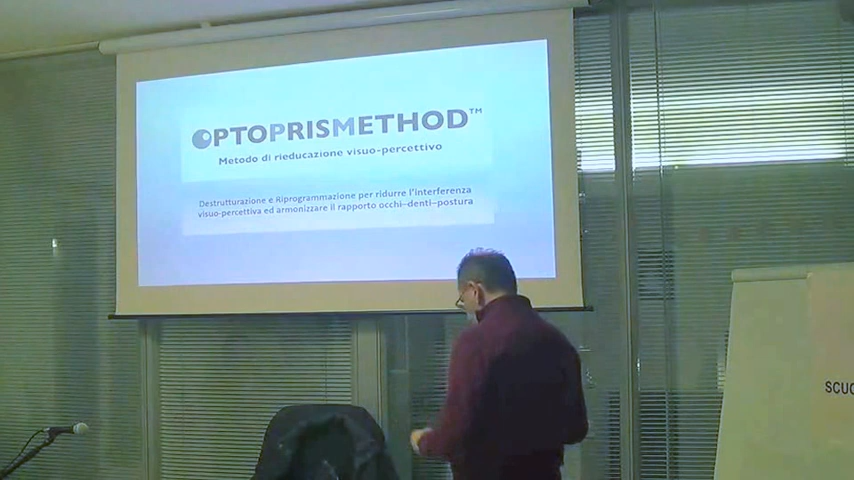 OPTOPRISMETHOD™
Metodo di rieducazione visuo-percettivo
Destrutturazione e Riprogrammazione per ridurre l'interferenza
visuo-percettiva ed armonizzare il rapporto occhi-denti-postura
SCUO